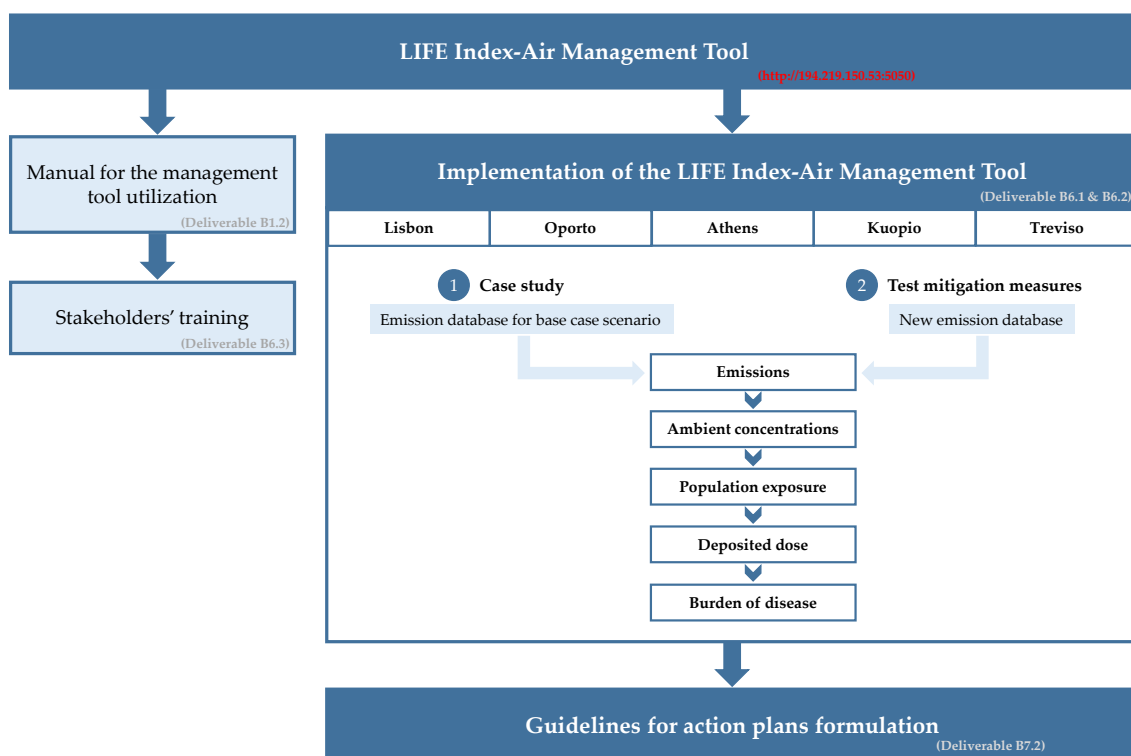 LIFE Index-Air Management Tool
(http://194.219.150.53:5050)
Manual for the management
tool utilization
(Deliverable B1.2)
Stakeholders’ training
(Deliverable B6.3)
Implementation of the LIFE Index-Air Management Tool
(Deliverable B6.1 & B6.2)
Lisbon
Oporto
Athens
Kuopio
Treviso
1 Case study
Emission database for base case scenario
2 Test mitigation measures
New emission database
Emissions
Ambient concentrations
Population exposure
Deposited dose
Burden of disease
Guidelines for action plans formulation
(Deliverable B7.2)